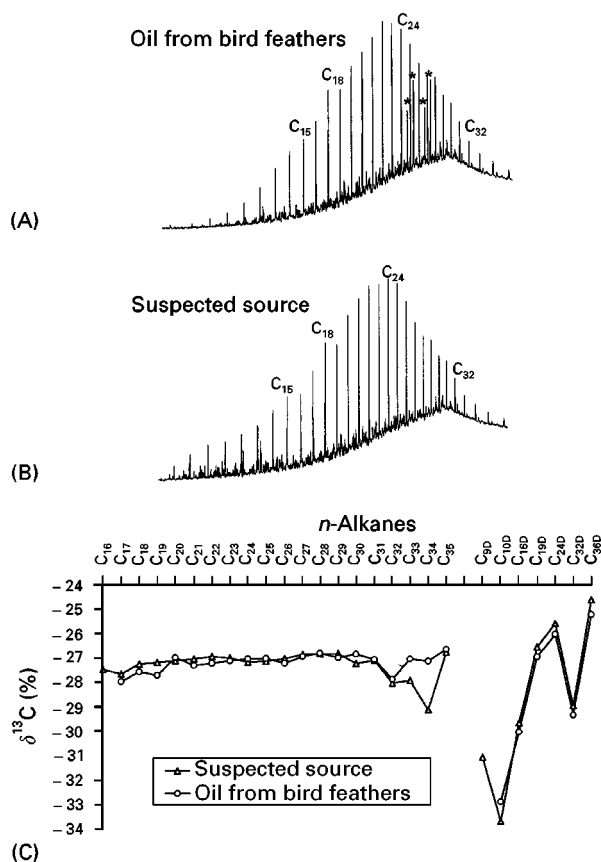 Oil from bird feathers
C₂₄
C₁₈
* *
* *
C₁₅
C₃₂
(A)
Suspected source
C₂₄
C₁₈
C₁₅
C₃₂
(B)
n-Alkanes
C₁₆ C₁₇ C₁₈ C₁₉ C₂₀ C₂₁ C₂₂ C₂₃ C₂₄ C₂₅ C₂₆ C₂₇ C₂₈ C₂₉ C₃₀ C₃₁ C₃₂ C₃₃ C₃₄ C₃₅ C9D C10D C16D C19D C24D C32D C36D
−24
−25
−26
−27
−28
−29
−30
−31
−32
−33
−34
δ¹³C (%)
Suspected source
Oil from bird feathers
(C)